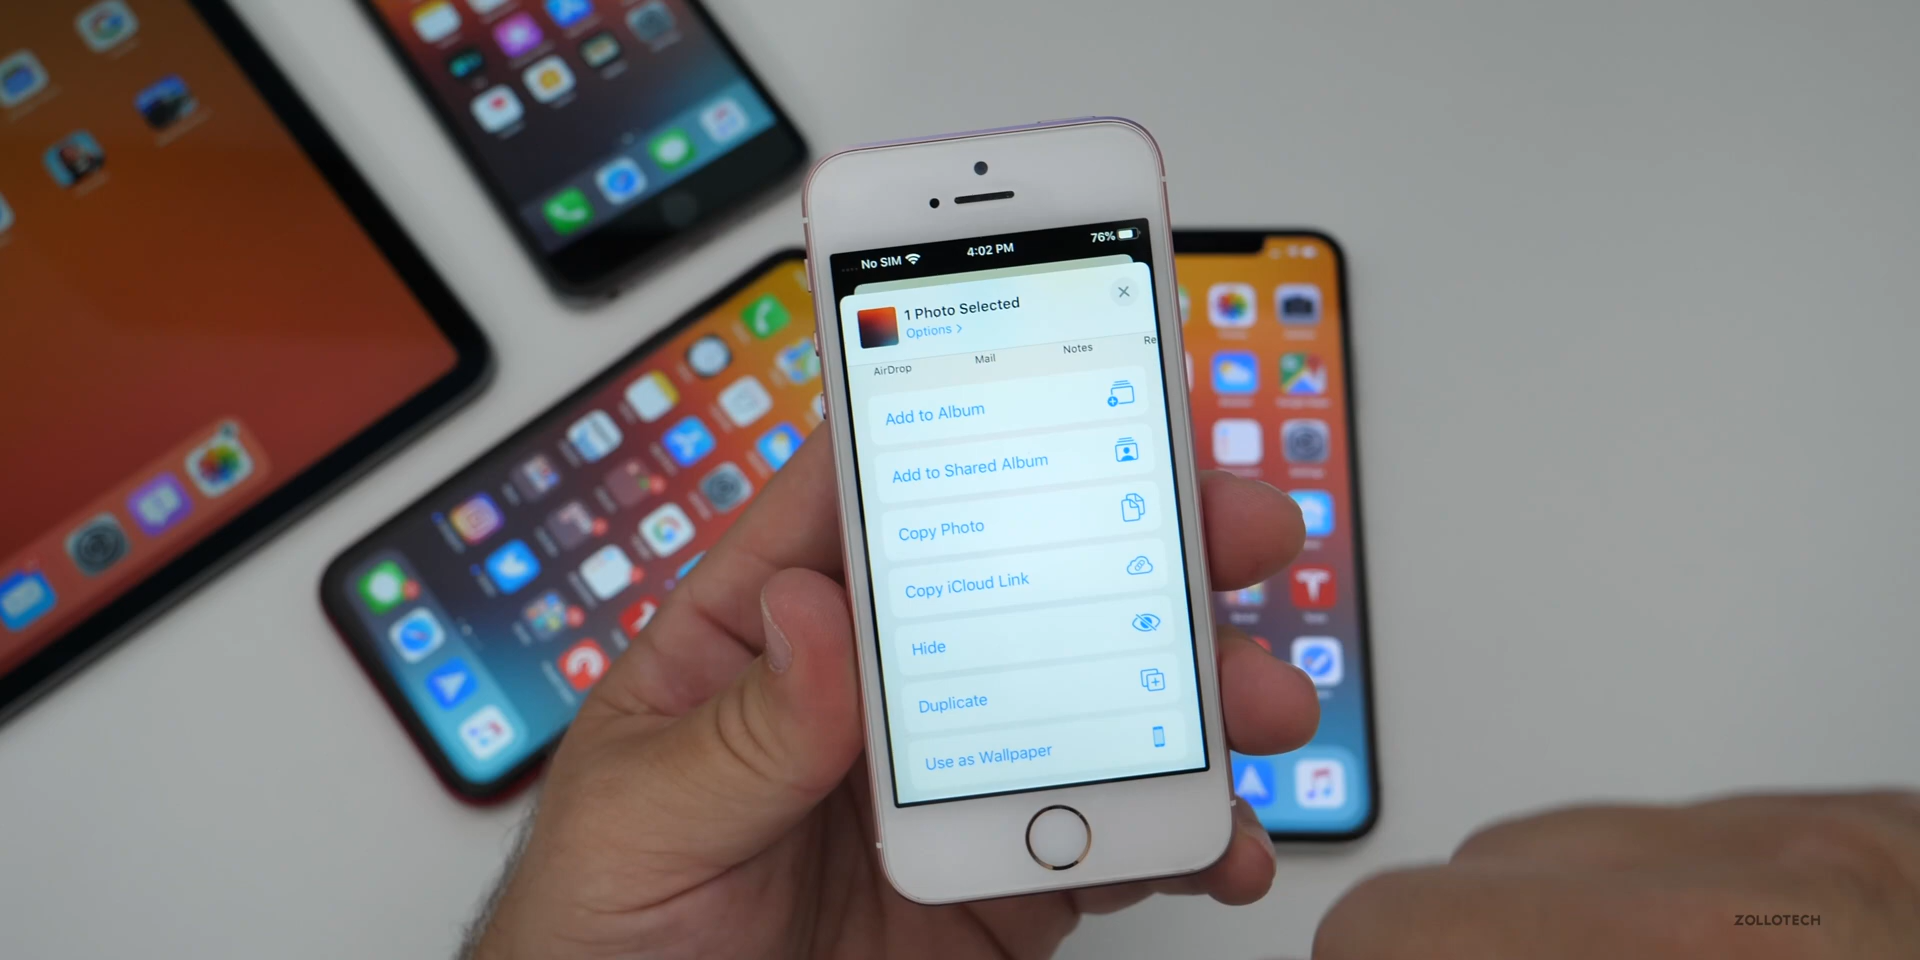 No SIM 4:02 PM 76%
1 Photo Selected
Options >
AirDrop Mail Notes Re
Add to Album
Add to Shared Album
Copy Photo
Copy iCloud Link
Hide
Duplicate
Use as Wallpaper
ZOLLOTECH